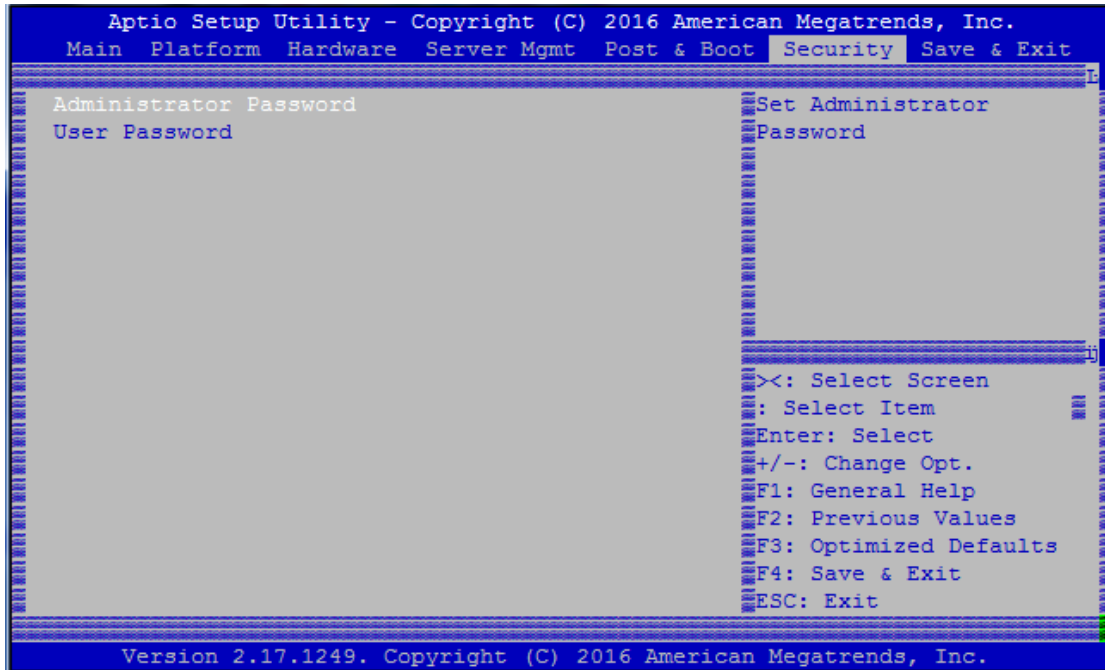 Aptio Setup Utility - Copyright (C) 2016 American Megatrends, Inc.
Main Platform Hardware Server Mgmt Post & Boot Security Save & Exit
Administrator Password
User Password
Set Administrator
Password
><: Select Screen
: Select Item
Enter: Select
+/-: Change Opt.
F1: General Help
F2: Previous Values
F3: Optimized Defaults
F4: Save & Exit
ESC: Exit
Version 2.17.1249. Copyright (C) 2016 American Megatrends, Inc.